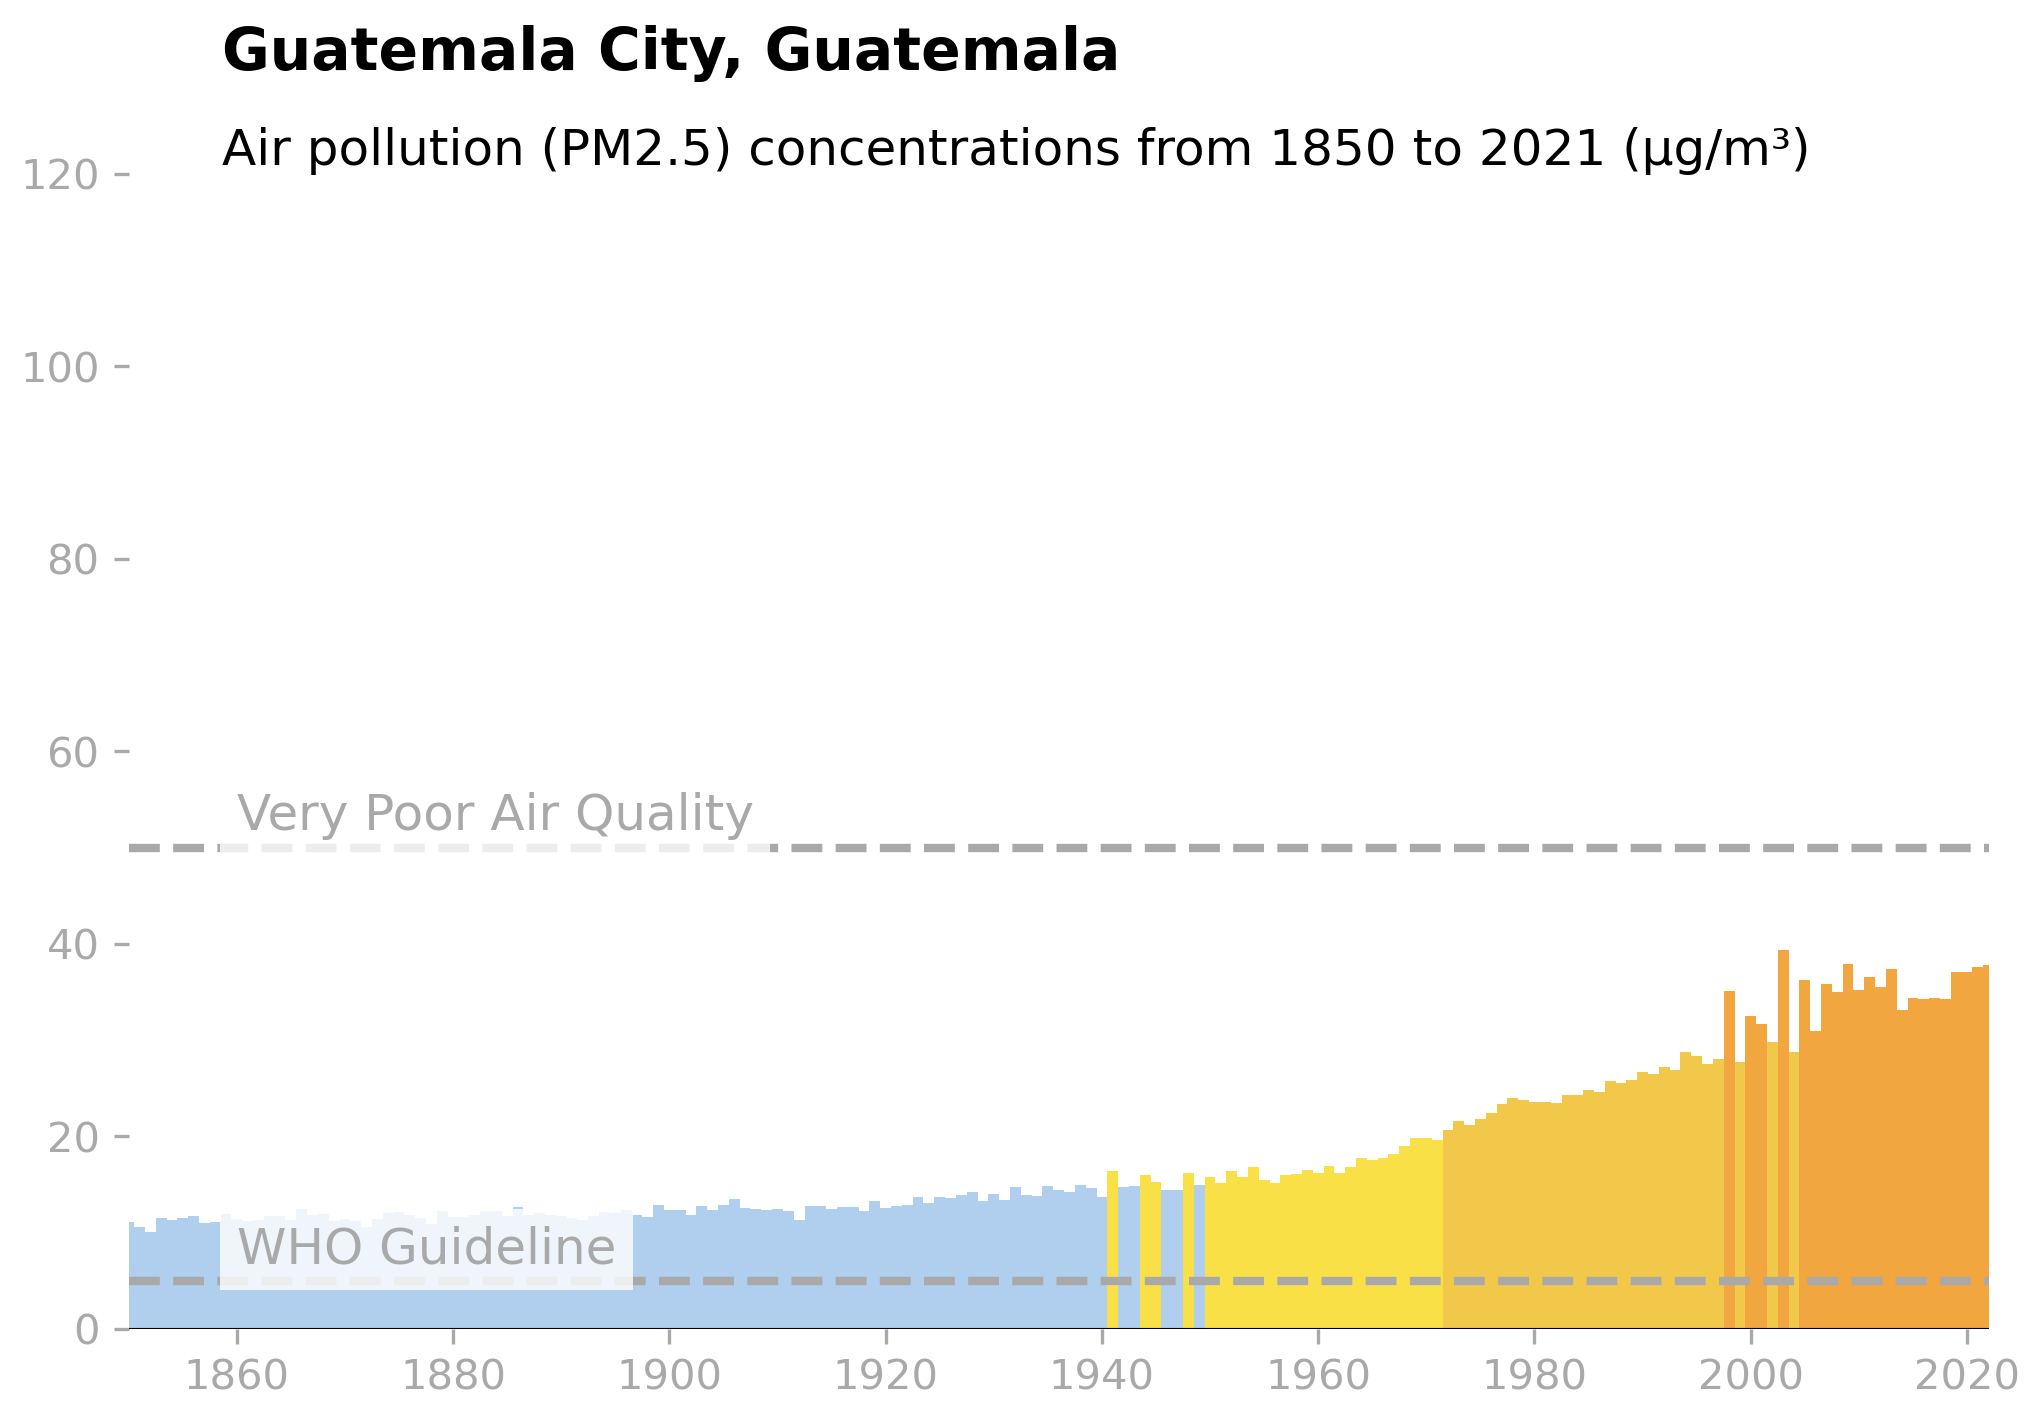 Guatemala City, Guatemala
Air pollution (PM2.5) concentrations from 1850 to 2021 (µg/m³)
120
100
80
60
Very Poor Air Quality
40
20
WHO Guideline
0
1860 1880 1900 1920 1940 1960 1980 2000 2020